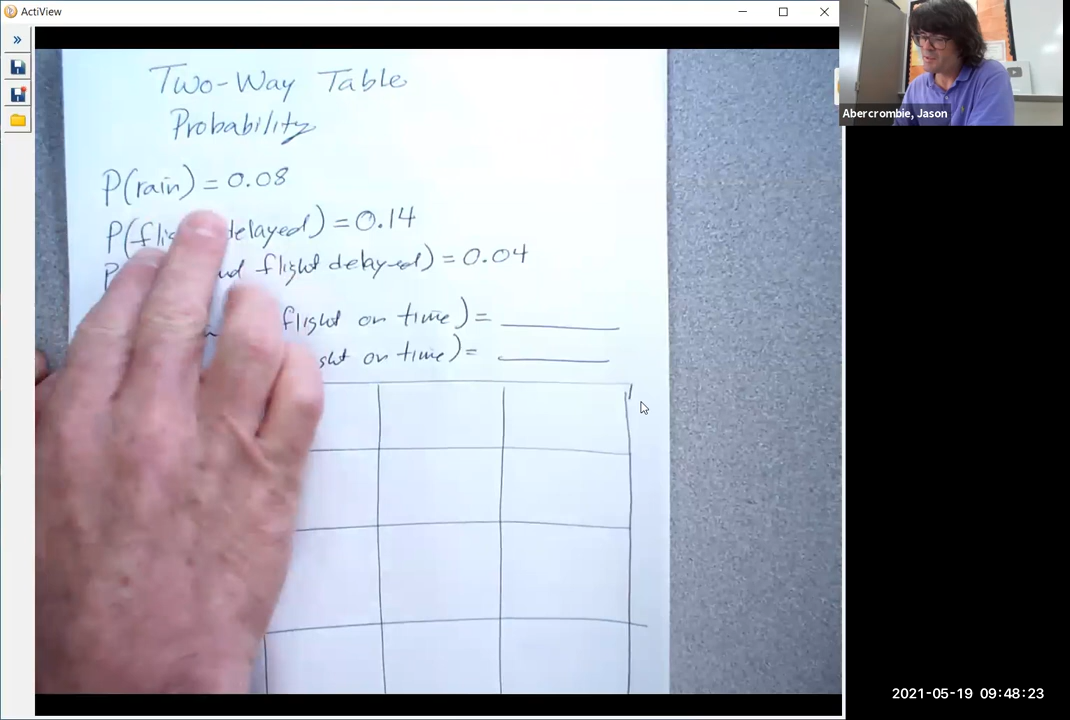 ActiView
Two-Way Table
Probability
P(rain) = 0.08
delayed) = 0.14
flight delayed) = 0.04
flight on time) =
on time) =
Abercrombie, Jason
2021-05-19 09:48:23